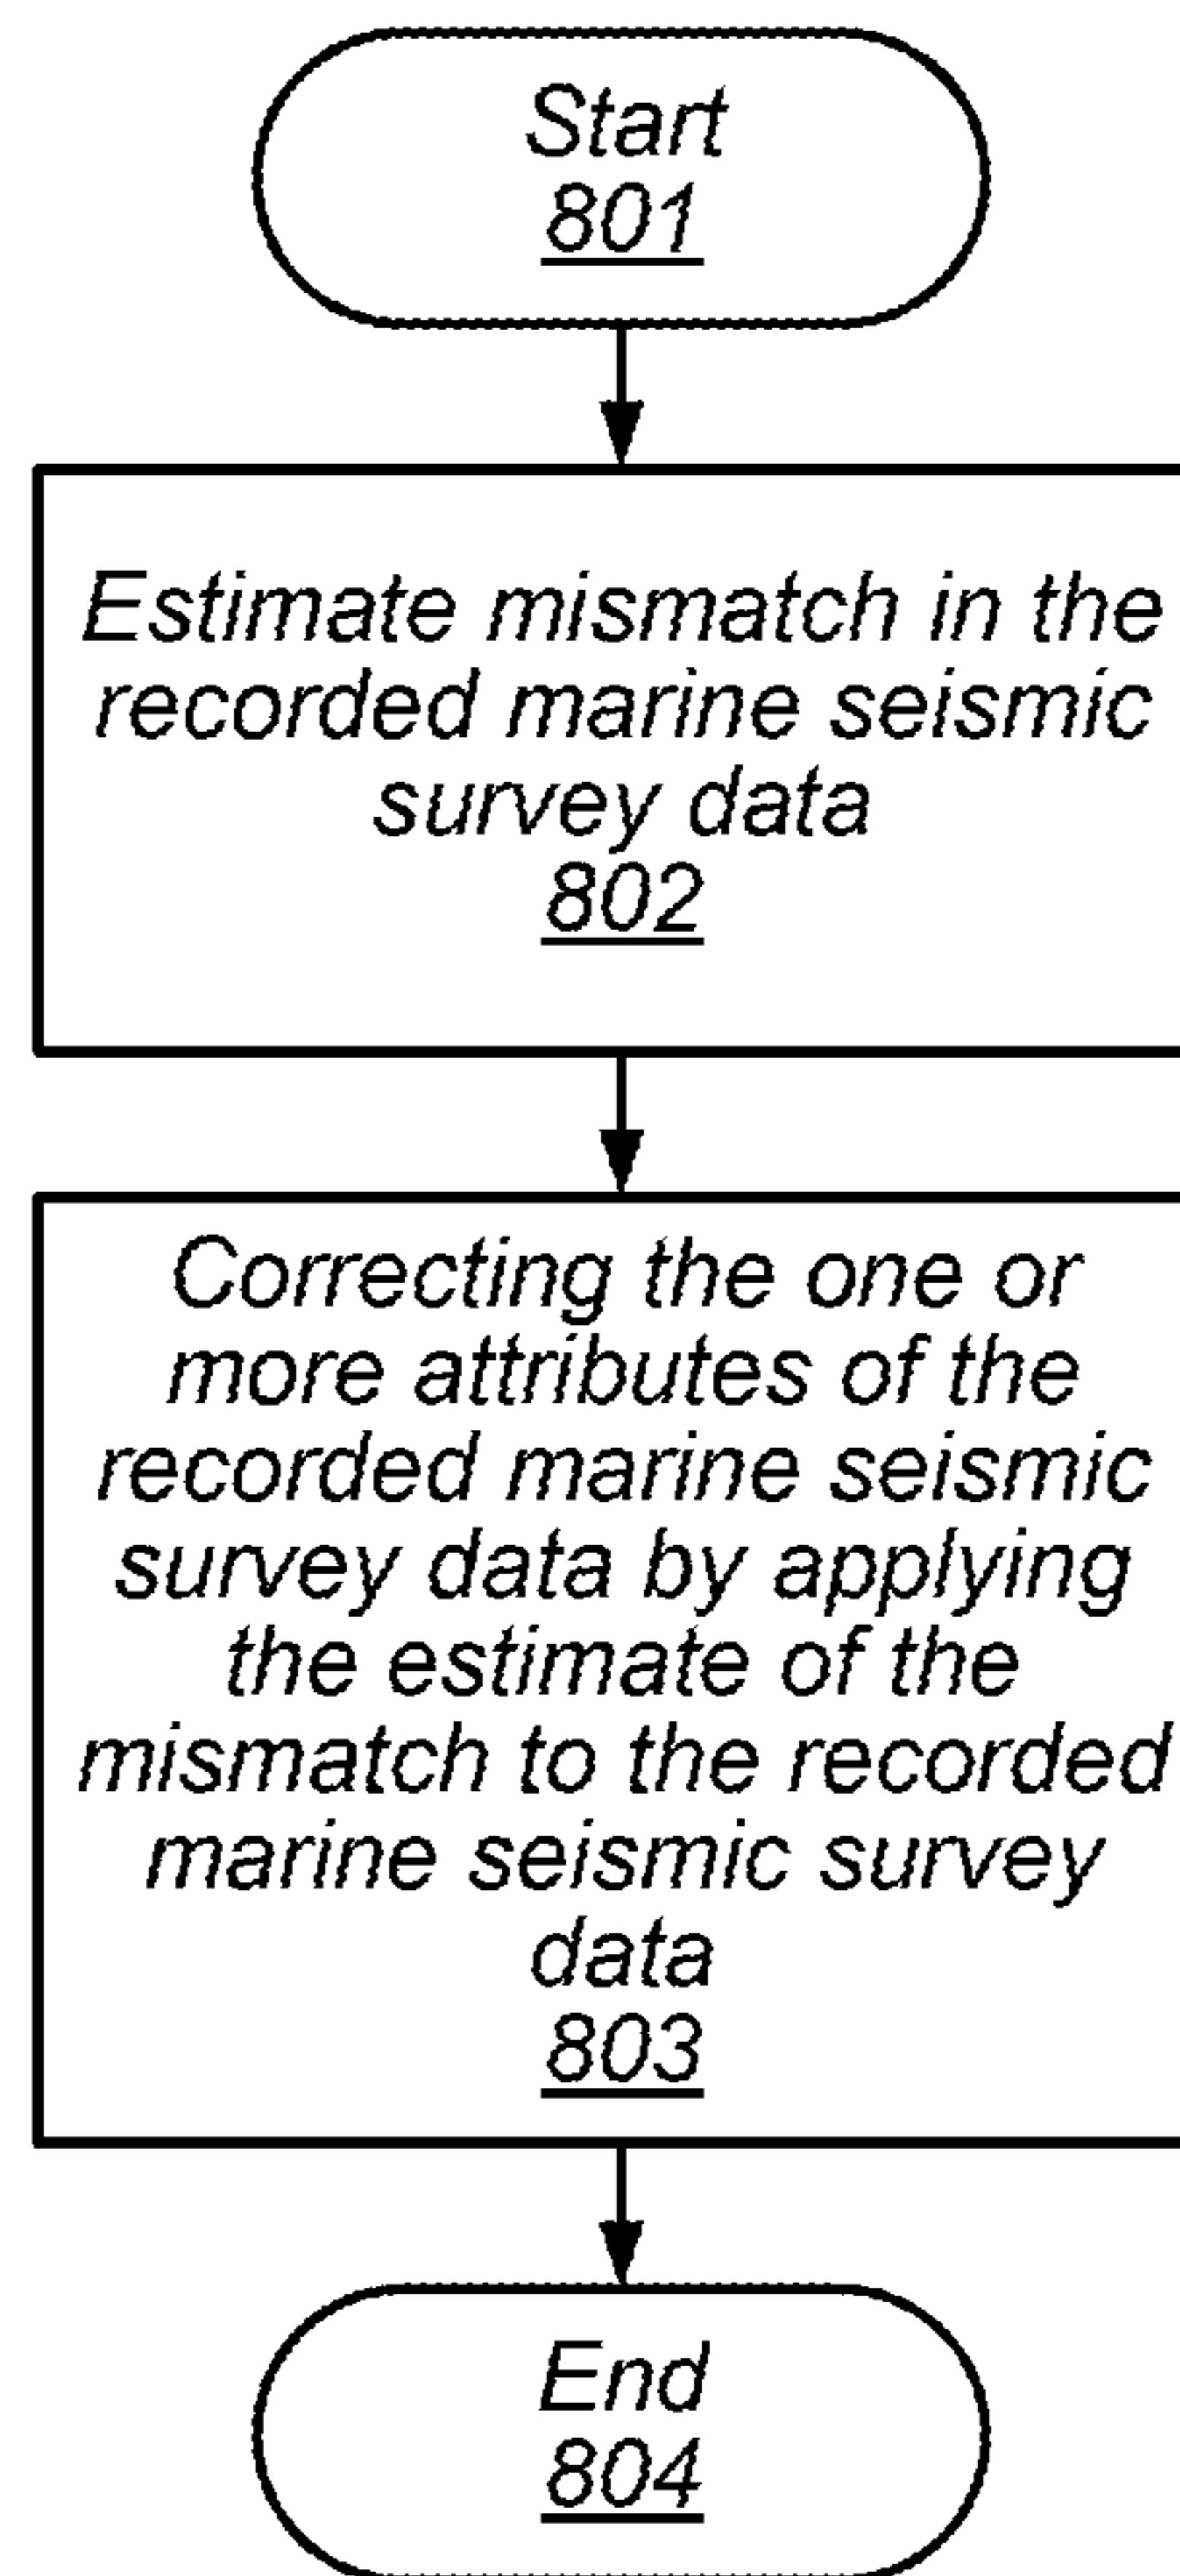 Start
801
Estimate mismatch in the
recorded marine seismic
survey data
802
Correcting the one or
more attributes of the
recorded marine seismic
survey data by applying
the estimate of the
mismatch to the recorded
marine seismic survey
data
803
End
804